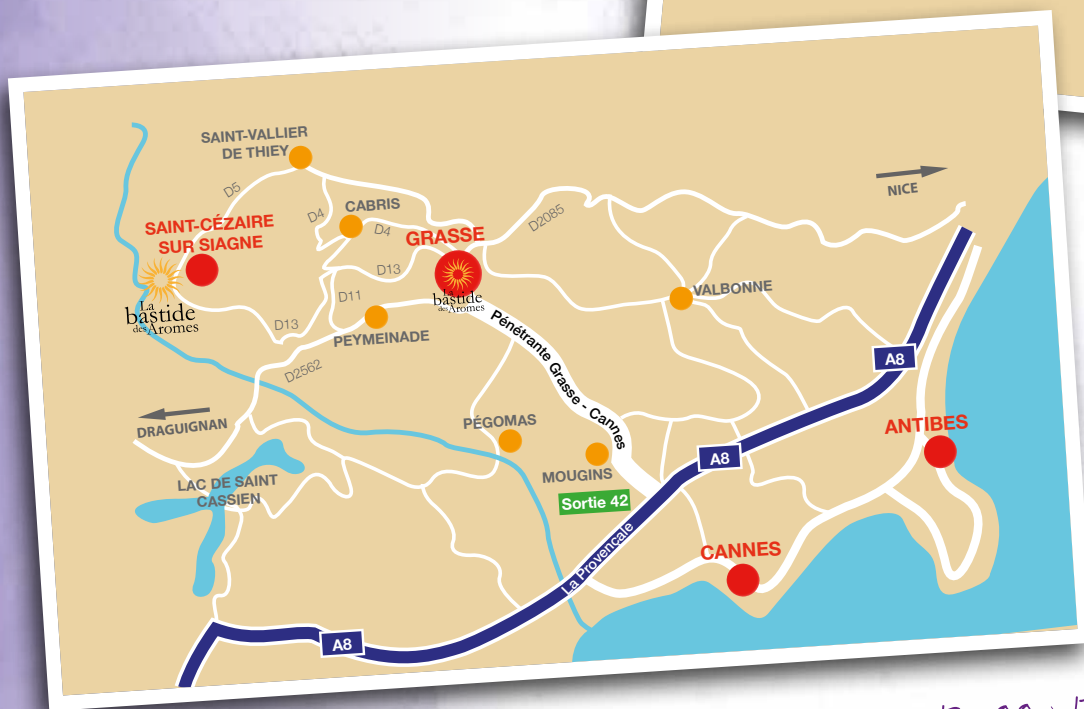 SAINT-VALLIER
DE THIEY
D5
D4
CABRIS
D4
SAINT-CÉZAIRE
SUR SIAGNE
GRASSE
D2085
NICE
La
bastide
des Arômes
D13
La
bastide
des Arômes
D11
VALBONNE
D13
PEYMEINADE
Pénétrante Grasse - Cannes
D2562
A8
DRAGUIGNAN
PÉGOMAS
ANTIBES
A8
MOUGINS
LAC DE SAINT
CASSIEN
Sortie 42
La Provençale
CANNES
A8